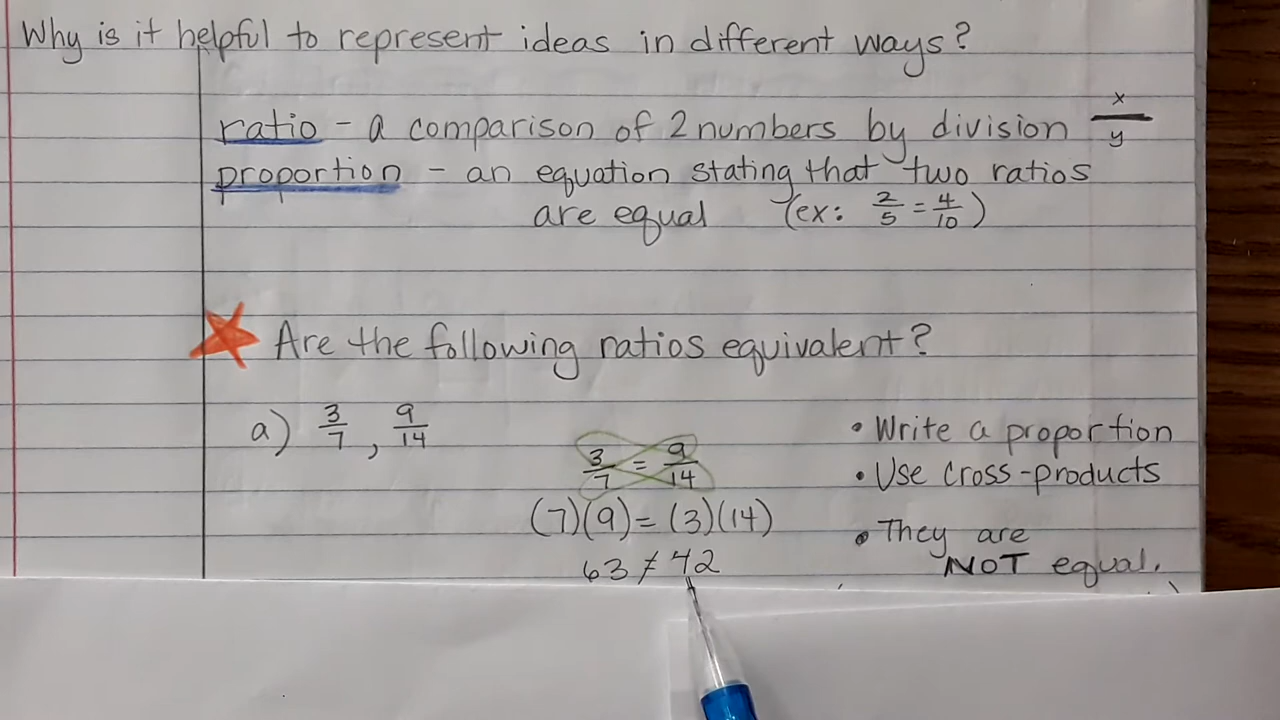 Why is it helpful to represent ideas in different ways?
ratio - a comparison of 2 numbers by division x/y
proportion - an equation stating that two ratios
are equal (ex: 2/5 = 4/10)
Are the following ratios equivalent?
a) 3/7, 9/14
3/7 = 9/14
(7)(9) = (3)(14)
63 ≠ 42
• Write a proportion
• Use cross-products
• They are
NOT equal.